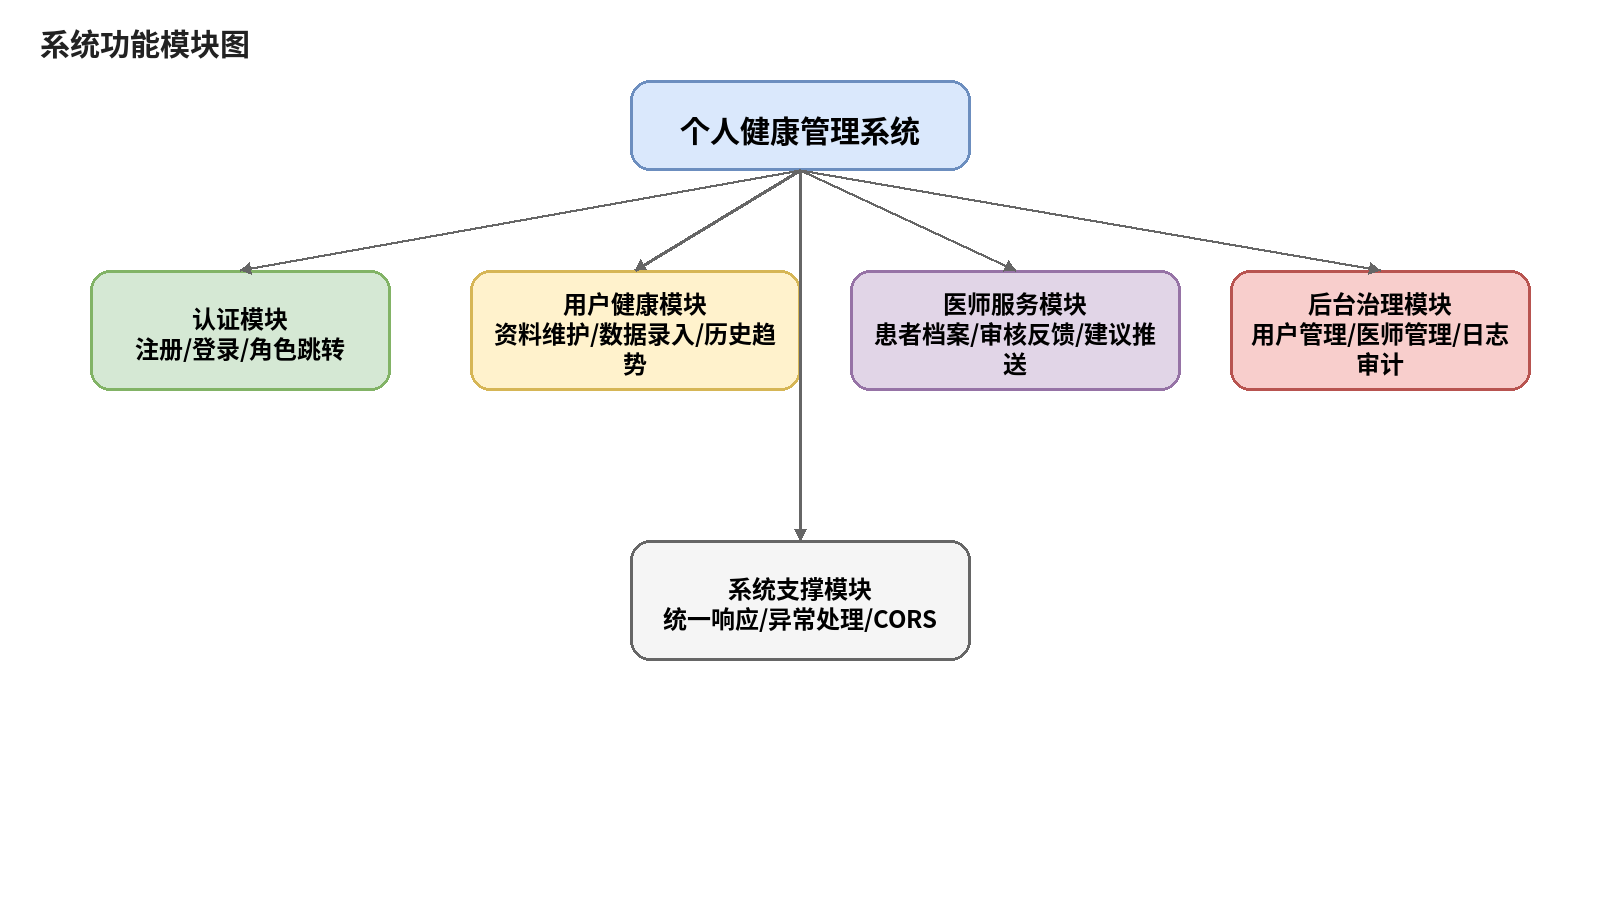 系统功能模块图
个人健康管理系统
认证模块
注册/登录/角色跳转
用户健康模块
资料维护/数据录入/历史趋
势
医师服务模块
患者档案/审核反馈/建议推
送
后台治理模块
用户管理/医师管理/日志
审计
系统支撑模块
统一响应/异常处理/CORS